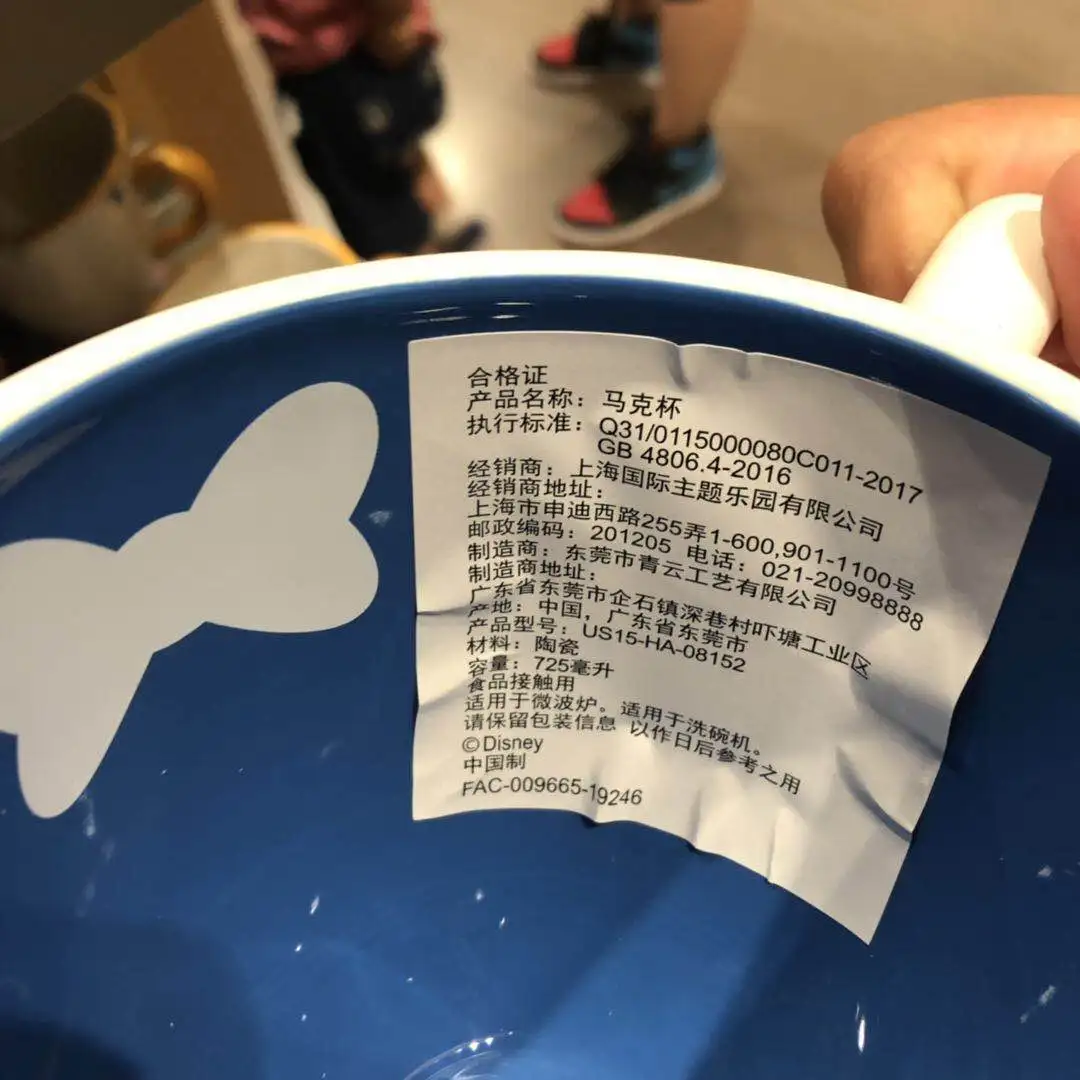 合格证
产品名称：马克杯
执行标准：Q31/0115000080C011-2017
GB 4806.4-2016
经销商：上海国际主题乐园有限公司
经销商地址：
上海市申迪西路255弄1-600,901-1100号
邮政编码：201205 电话：021-20998888
制造商：东莞市青云工艺有限公司
制造商地址：
广东省东莞市企石镇深巷村吓塘工业区
产地：中国，广东省东莞市
产品型号：US15-HA-08152
材料：陶瓷
容量：725毫升
食品接触用
适用于微波炉。适用于洗碗机。
请保留包装信息 以作日后参考之用
©Disney
中国制
FAC-009665-19246